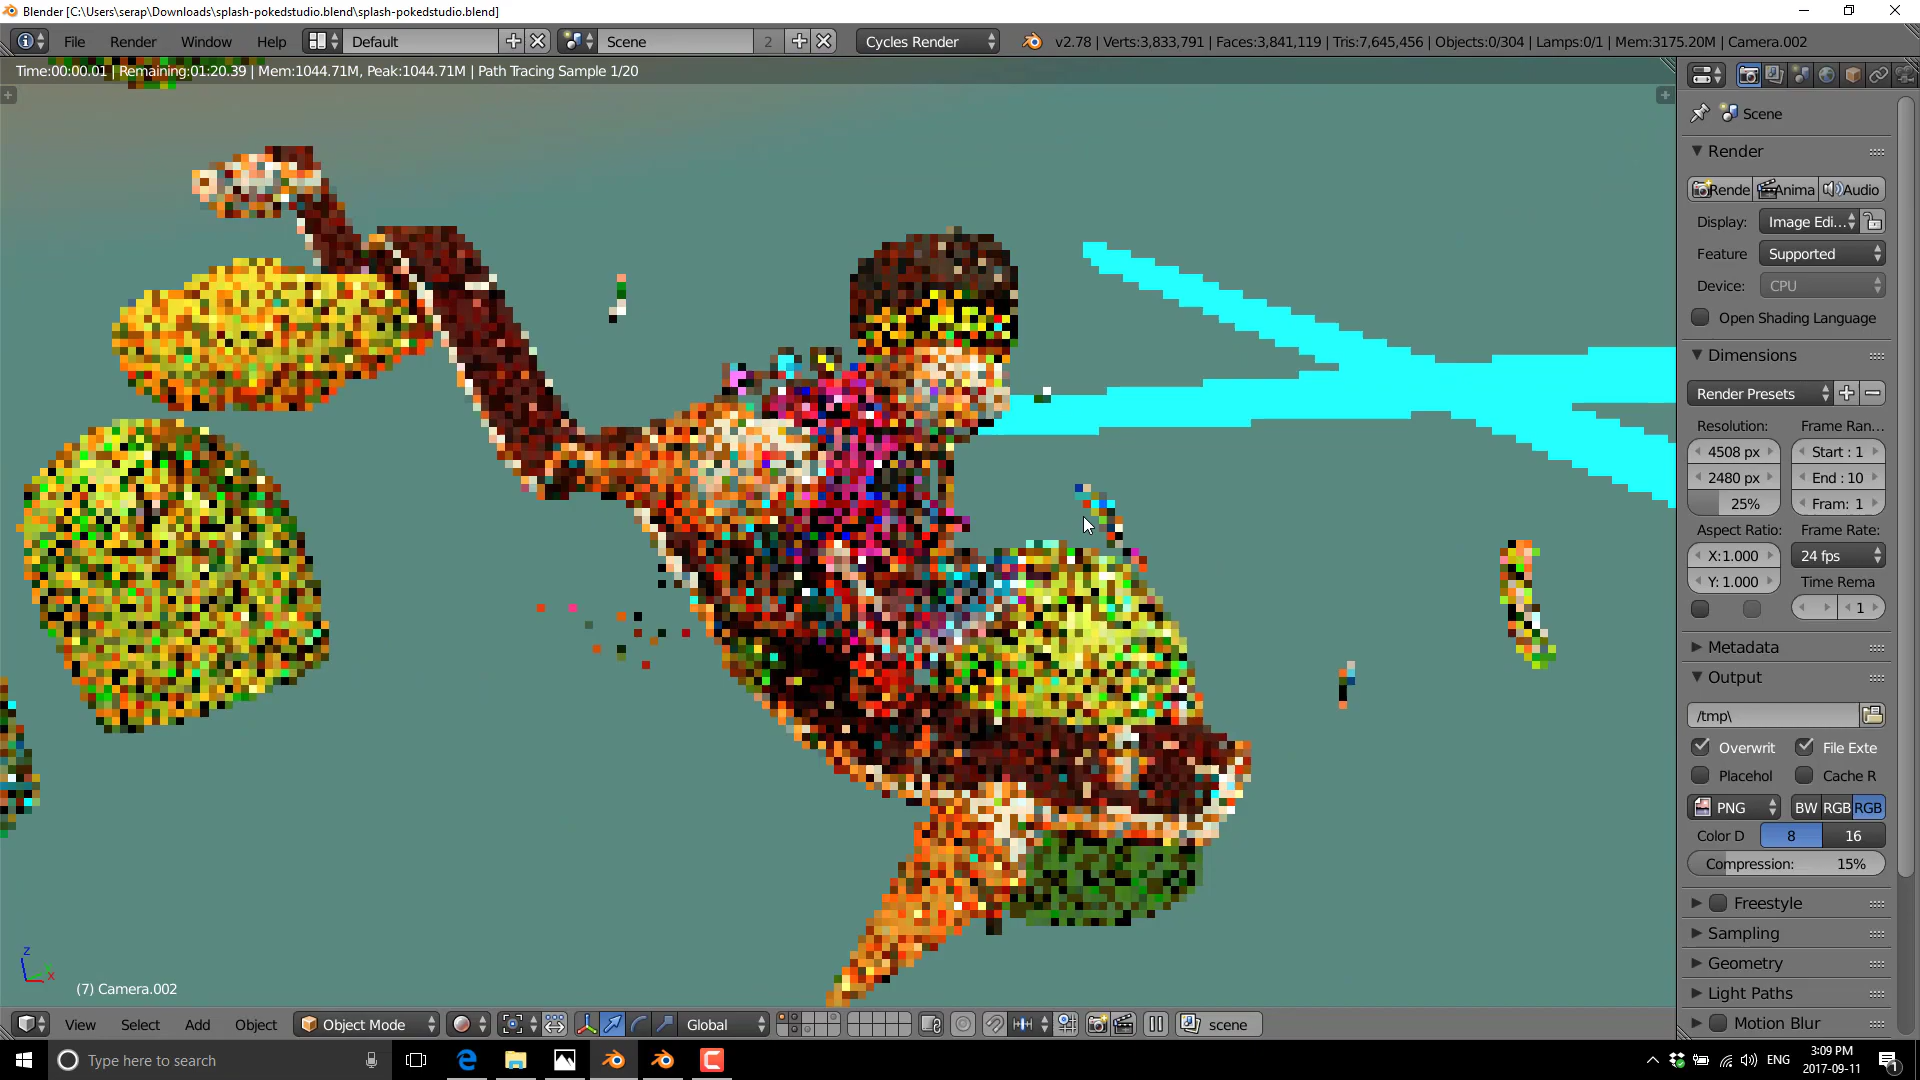 Blender [C:\Users\serap\Downloads\splash-pokedstudio.blend\splash-pokedstudio.blend]
File Render Window Help Default Scene 2 Cycles Render v2.78 | Verts:3,833,791 | Faces:3,841,119 | Tris:7,645,456 | Objects:0/304 | Lamps:0/1 | Mem:3175.20M | Camera.002
Time:00:00.01 | Remaining:01:20.39 | Mem:1044.71M, Peak:1044.71M | Path Tracing Sample 1/20
Scene
Render
Rende Anima Audio
Display: Image Edi...
Feature Supported
Device: CPU
Open Shading Language
Dimensions
Render Presets
Resolution: Frame Ran...
4508 px Start : 1
2480 px End : 10
25% Fram: 1
Aspect Ratio: Frame Rate:
X:1.000 24 fps
Y: 1.000 Time Rema
1
Metadata
Output
/tmp\
Overwrit File Exte
Placehol Cache R
PNG BW RGB RGB
Color D 8 16
Compression: 15%
Freestyle
Sampling
Geometry
Light Paths
Motion Blur
z
x
(7) Camera.002
View Select Add Object Object Mode Global scene
Type here to search
ENG
3:09 PM
2017-09-11
1